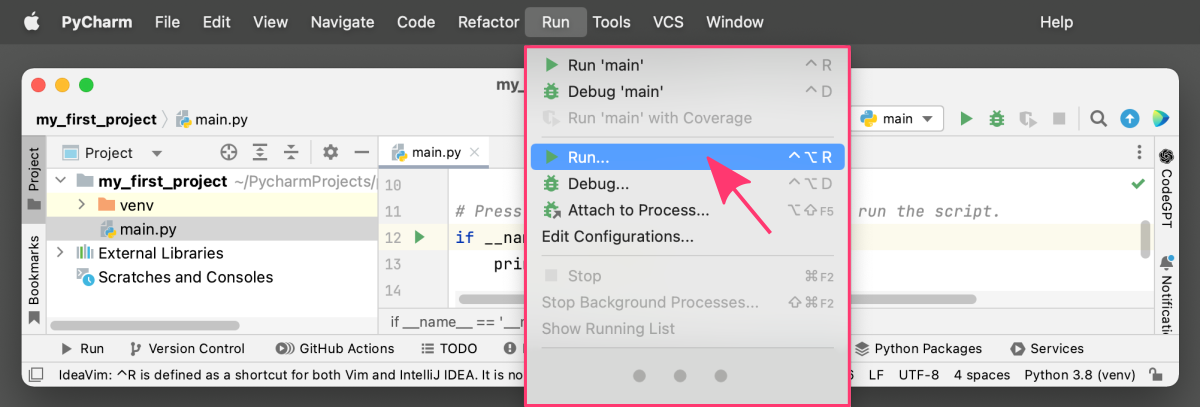 PyCharm File Edit View Navigate Code Refactor Run Tools VCS Window Help
my_
my_first_project main.py
main
Run 'main' ⌃R
Debug 'main' ⌃D
Run 'main' with Coverage
Run... ⌃⌥R
Debug... ⌃⌥D
Attach to Process... ⌥⇧F5
Edit Configurations...
Stop ⌘F2
Stop Background Processes... ⇧⌘F2
Show Running List
Project
Bookmarks
Project
my_first_project ~/PycharmProjects/
venv
main.py
External Libraries
Scratches and Consoles
main.py
10
11 # Press run the script.
12 if __na
13 prin
14
if __name__ == '__n
CodeGPT
Notificati
Run Version Control GitHub Actions TODO Python Packages Services
IdeaVim: ^R is defined as a shortcut for both Vim and IntelliJ IDEA. It is no LF UTF-8 4 spaces Python 3.8 (venv)